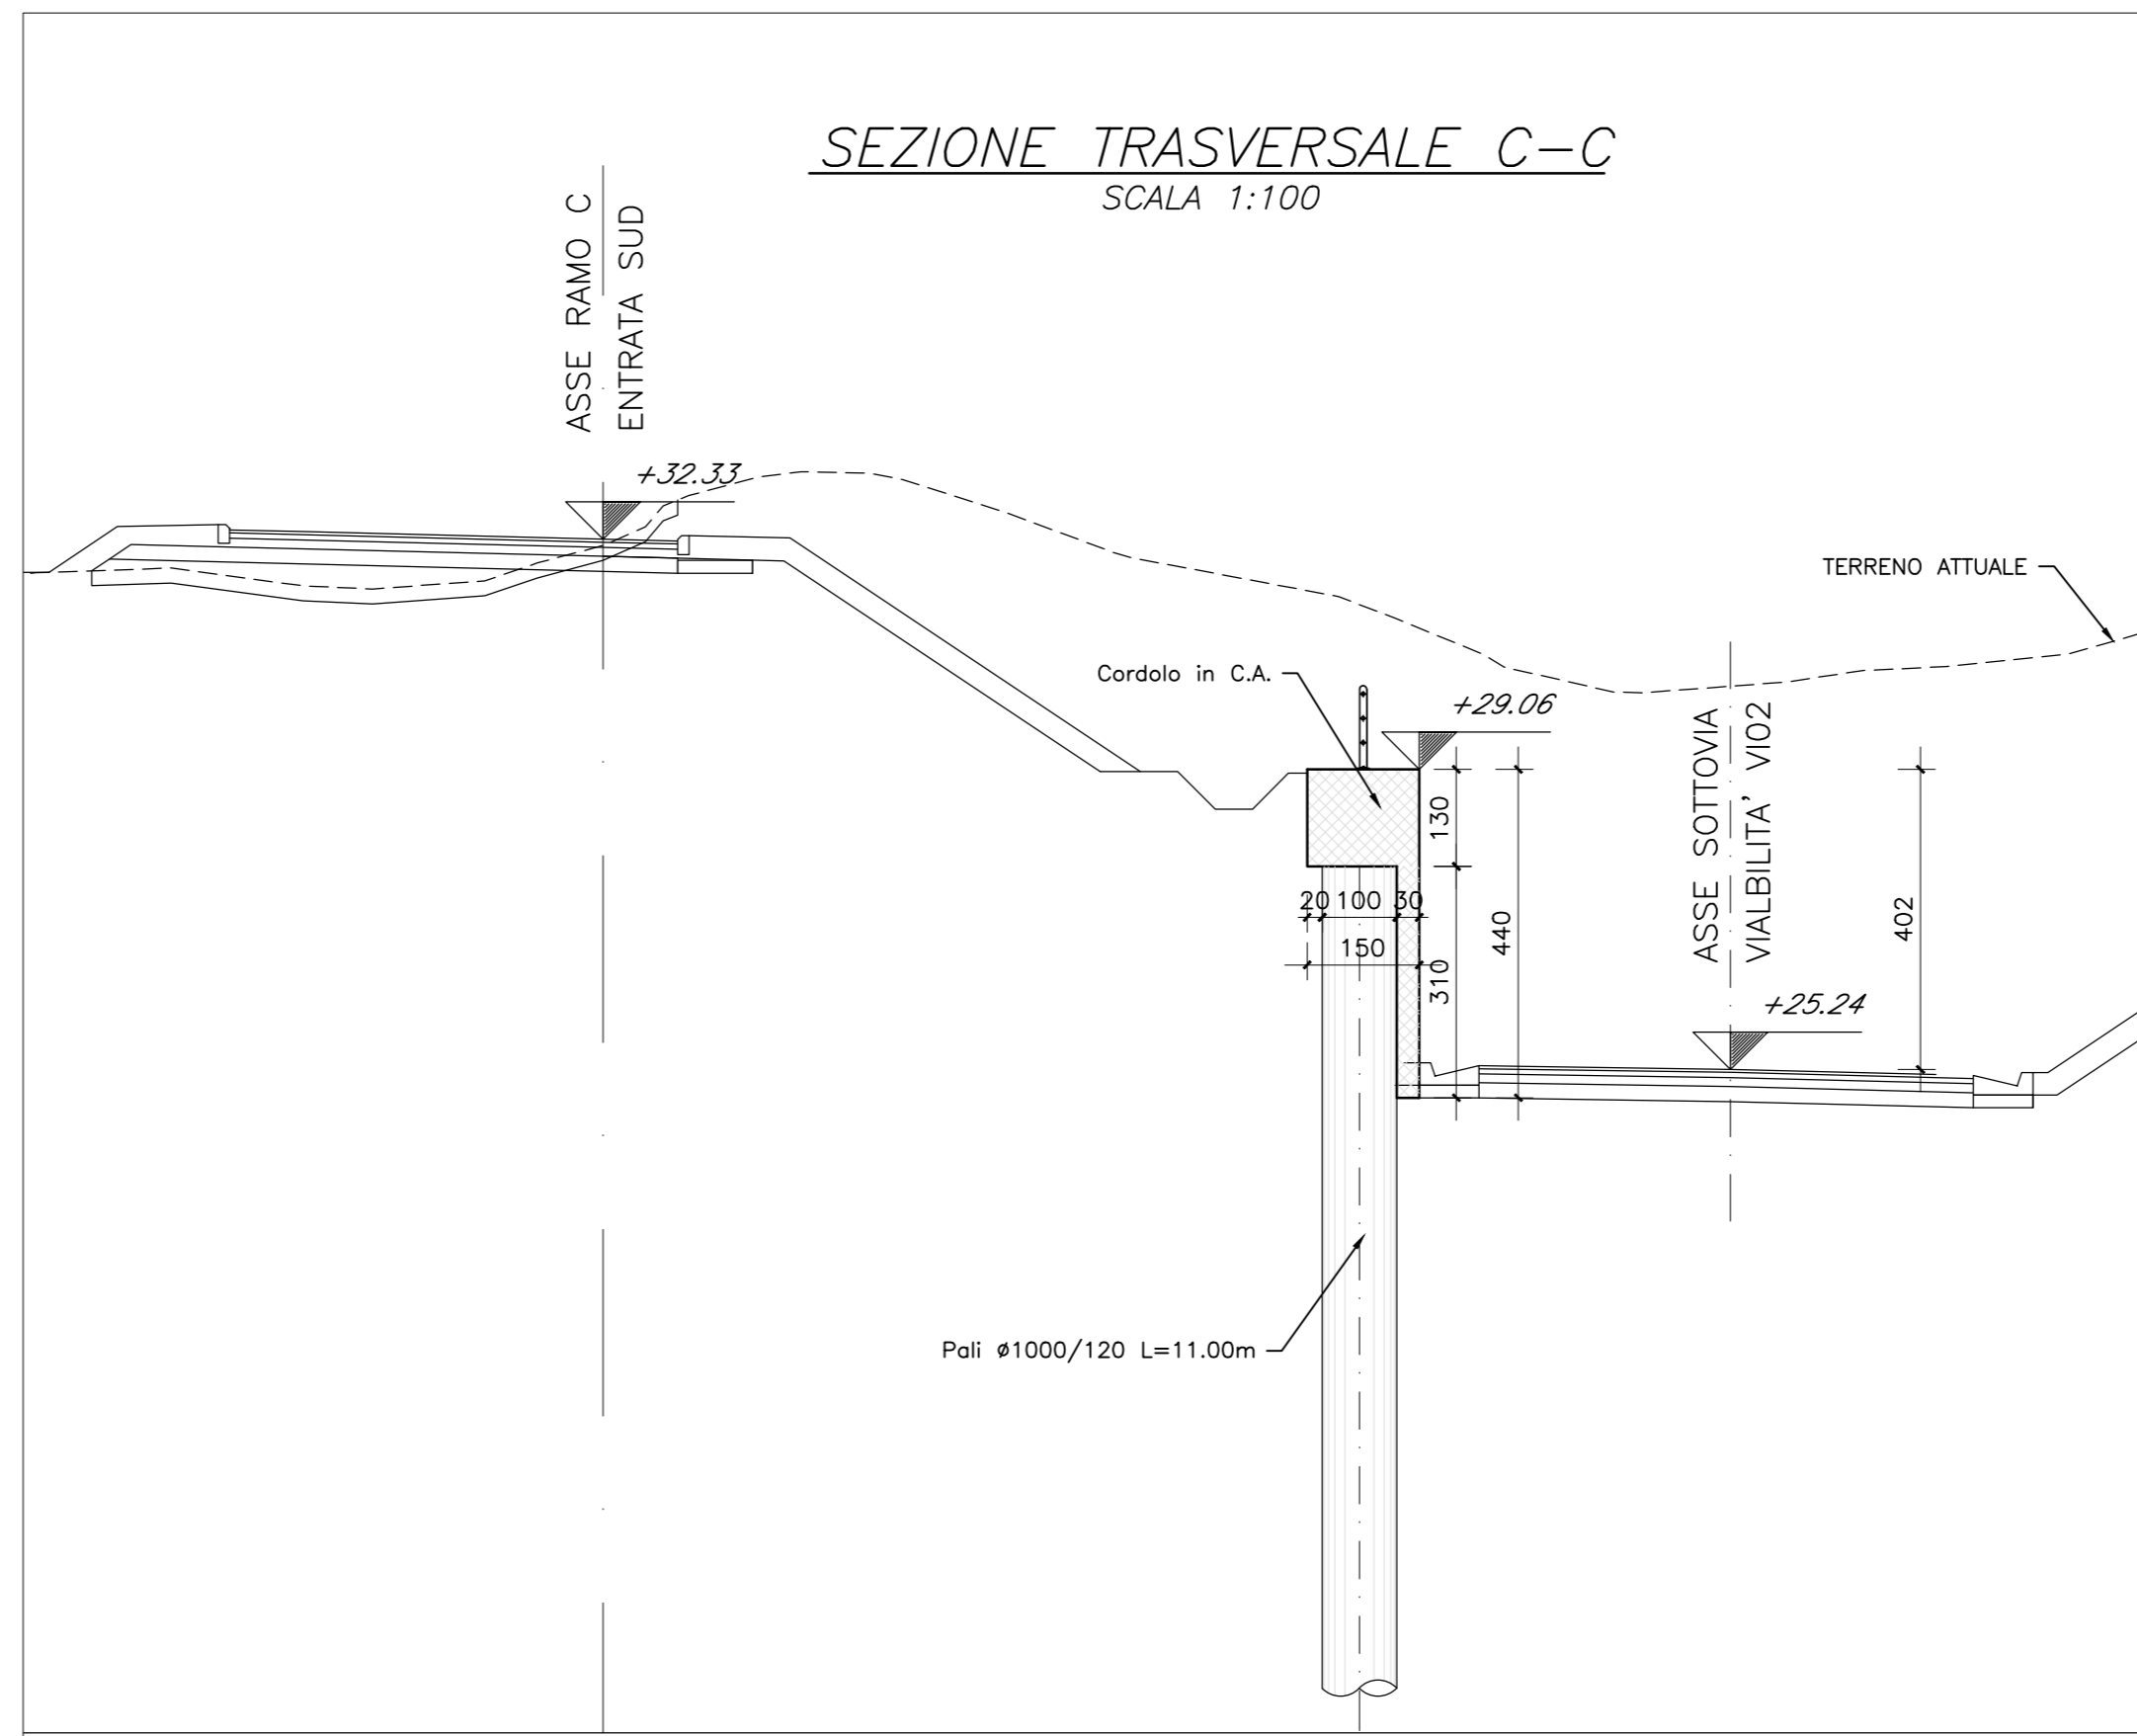 SEZIONE TRASVERSALE C-C
SCALA 1:100
ASSE RAMO C
ENTRATA SUD
+32.33
TERRENO ATTUALE
Cordolo in C.A.
+29.06
ASSE SOTTOVIA
VIALBILITA' VI02
130
20 100 30
150
310
440
402
+25.24
Pali ø1000/120 L=11.00m